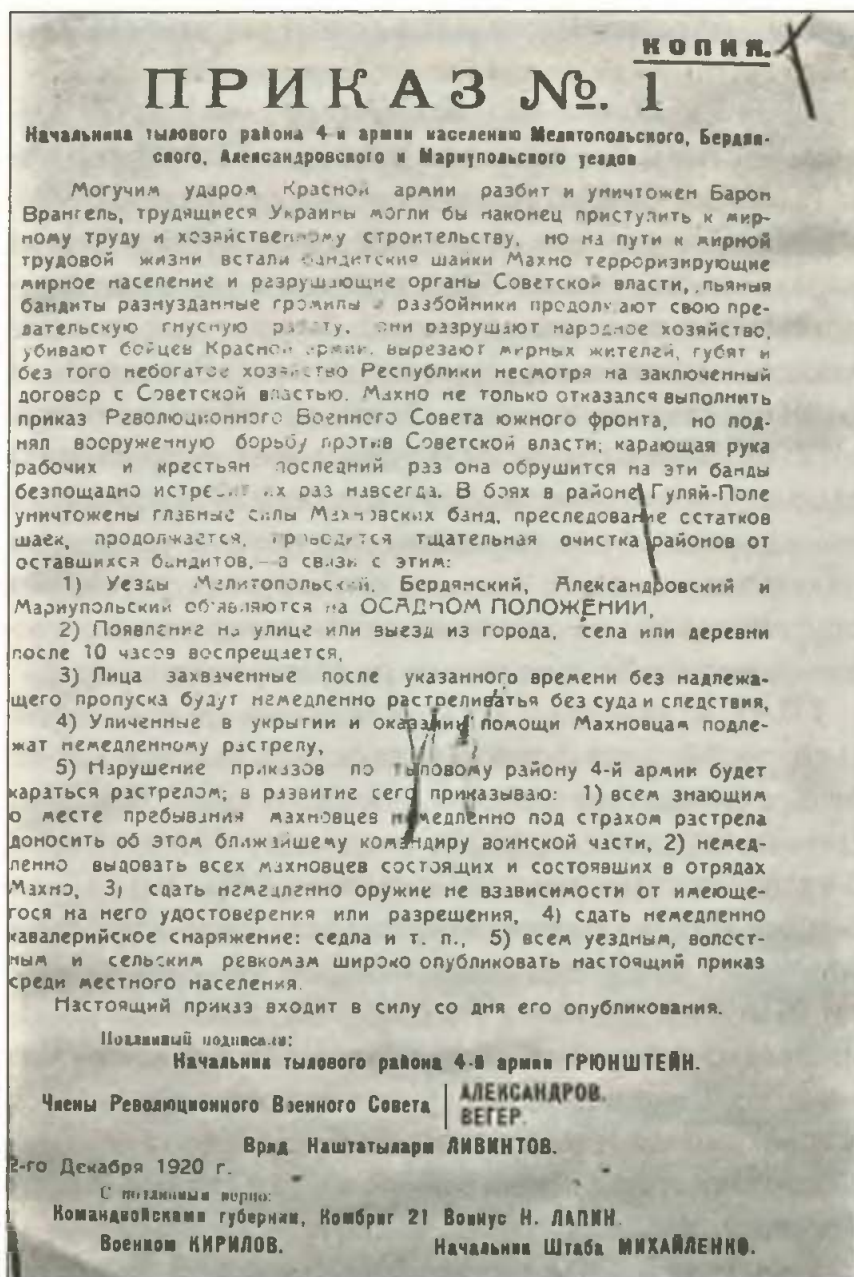 КОПИЯ.
ПРИКАЗ №. 1
Начальника тылового района 4-й армии населению Мелитопольского, Бердян-
ского, Александровского и Мариупольского уездов
Могучим ударом Красной армии разбит и уничтожен Барон
Врангель, трудящиеся Украины могли бы наконец приступить к мир-
ному труду и хозяйственному строительству, но на пути к мирной
трудовой жизни встали бандитския шайки Махно терроризирующие
мирное население и разрушающие органы Советской власти, пьяныя
бандиты разнузданные громилы и разбойники продолжают свою пре-
дательскую гнусную работу, они разрушают народное хозяйство,
убивают бойцев Красной армии, вырезают мирных жителей, губят и
без того небогатое хозяйство Республики несмотря на заключенный
договор с Советской властью. Махно не только отказался выполнить
приказ Революционного Военного Совета южного фронта, но под-
нял вооруженную борьбу против Советской власти; карающая рука
рабочих и крестьян последний раз она обрушится на эти банды
безпощадно истребит их раз навсегда. В боях в районе Гуляй-Поле
уничтожены главные силы Махновских банд, преследование остатков
шаек, продолжается, проводится тщательная очистка районов от
оставшихся бандитов,—в связи с этим:
1) Уезды Мелитопольский, Бердянский, Александровский и
Мариупольский об'являются на ОСАДНОМ ПОЛОЖЕНИИ,
2) Появление на улице или выезд из города, села или деревни
после 10 часов воспрещается,
3) Лица захваченные после указанного времени без надлежа-
щего пропуска будут немедленно растреливатья без суда и следствия,
4) Уличенные в укрытии и оказании помощи Махновцам подле-
жат немедленному растрелу,
5) Нарушение приказов по тыловому району 4-й армии будет
караться растрелом; в развитие сего приказываю: 1) всем знающим
о месте пребывания махновцев немедленно под страхом растрела
доносить об этом ближайшему командиру воинской части, 2) немед-
ленно выдовать всех махновцев состоящих и состоявших в отрядах
Махно, 3) сдать немедленно оружие не взависимости от имеюще-
гося на него удостоверения или разрешения, 4) сдать немедленно
кавалерийское снаряжение: седла и т. п., 5) всем уездным, волост-
ным и сельским ревкомам широко опубликовать настоящий приказ
среди местного населения.
Настоящий приказ входит в силу со дня его опубликования.
Подлинный подписали:
Начальник тылового района 4-й армии ГРЮНШТЕЙН.
Члены Революционного Военного Совета АЛЕКСАНДРОВ.
ВЕГЕР.
Врид Наштатыларм ЛИВИНТОВ.
2-го Декабря 1920 г.
С подлинным верно:
Командвойсками губернии, Комбриг 21 Вонкус Н. ЛАПИН.
Военком КИРИЛОВ. Начальник Штаба МИХАЙЛЕНКО.